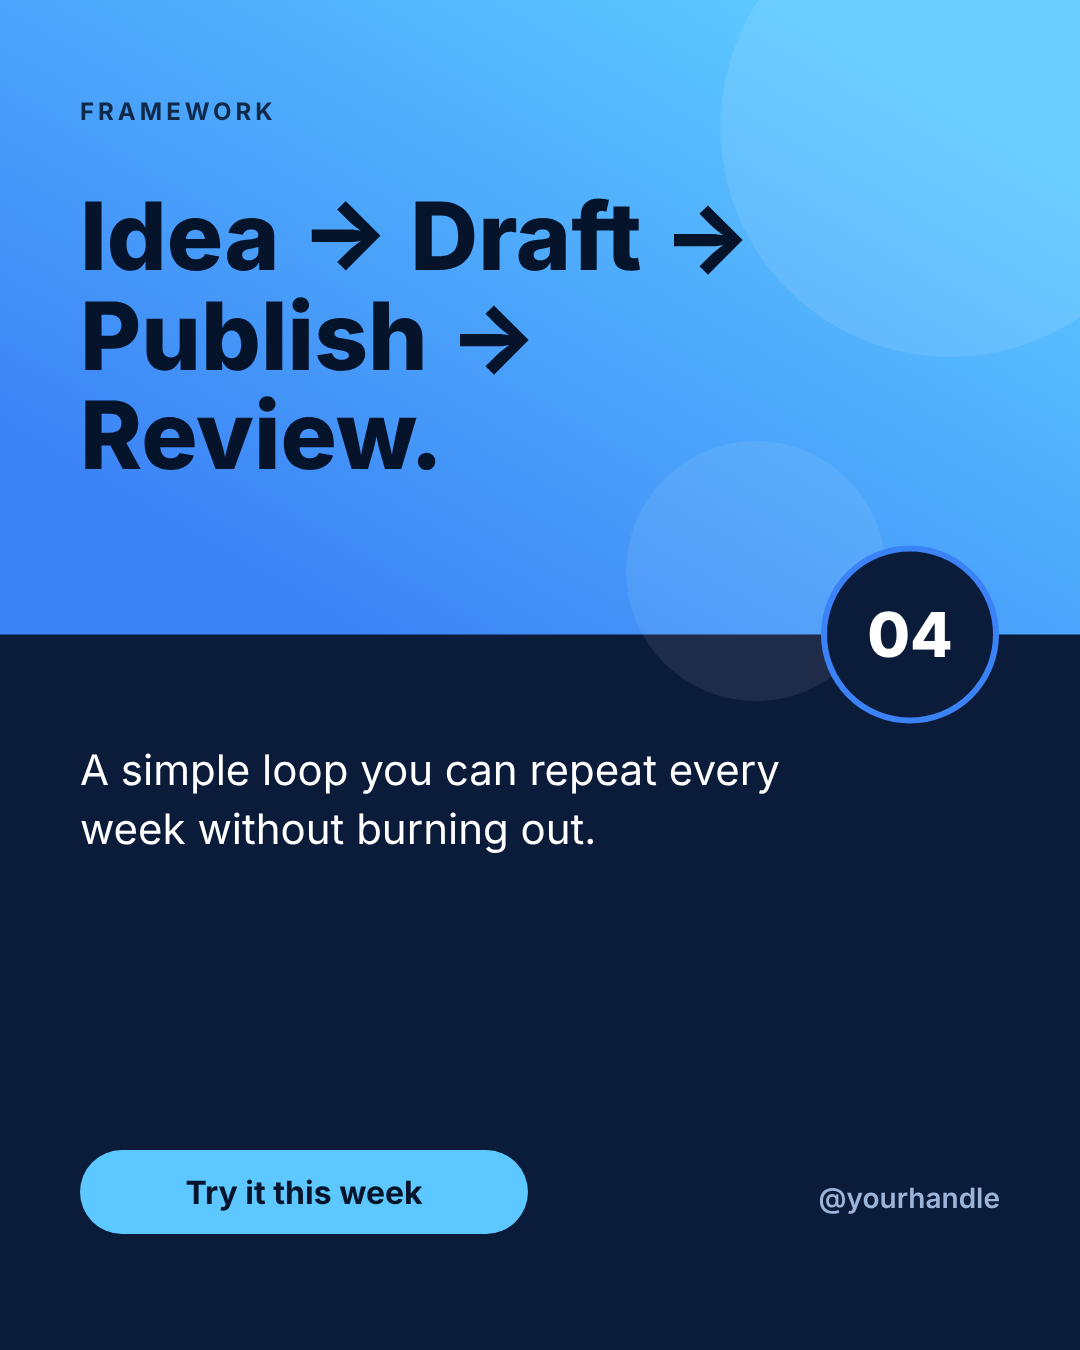 FRAMEWORK
Idea → Draft →
Publish →
Review.
04
A simple loop you can repeat every
week without burning out.
Try it this week
@yourhandle